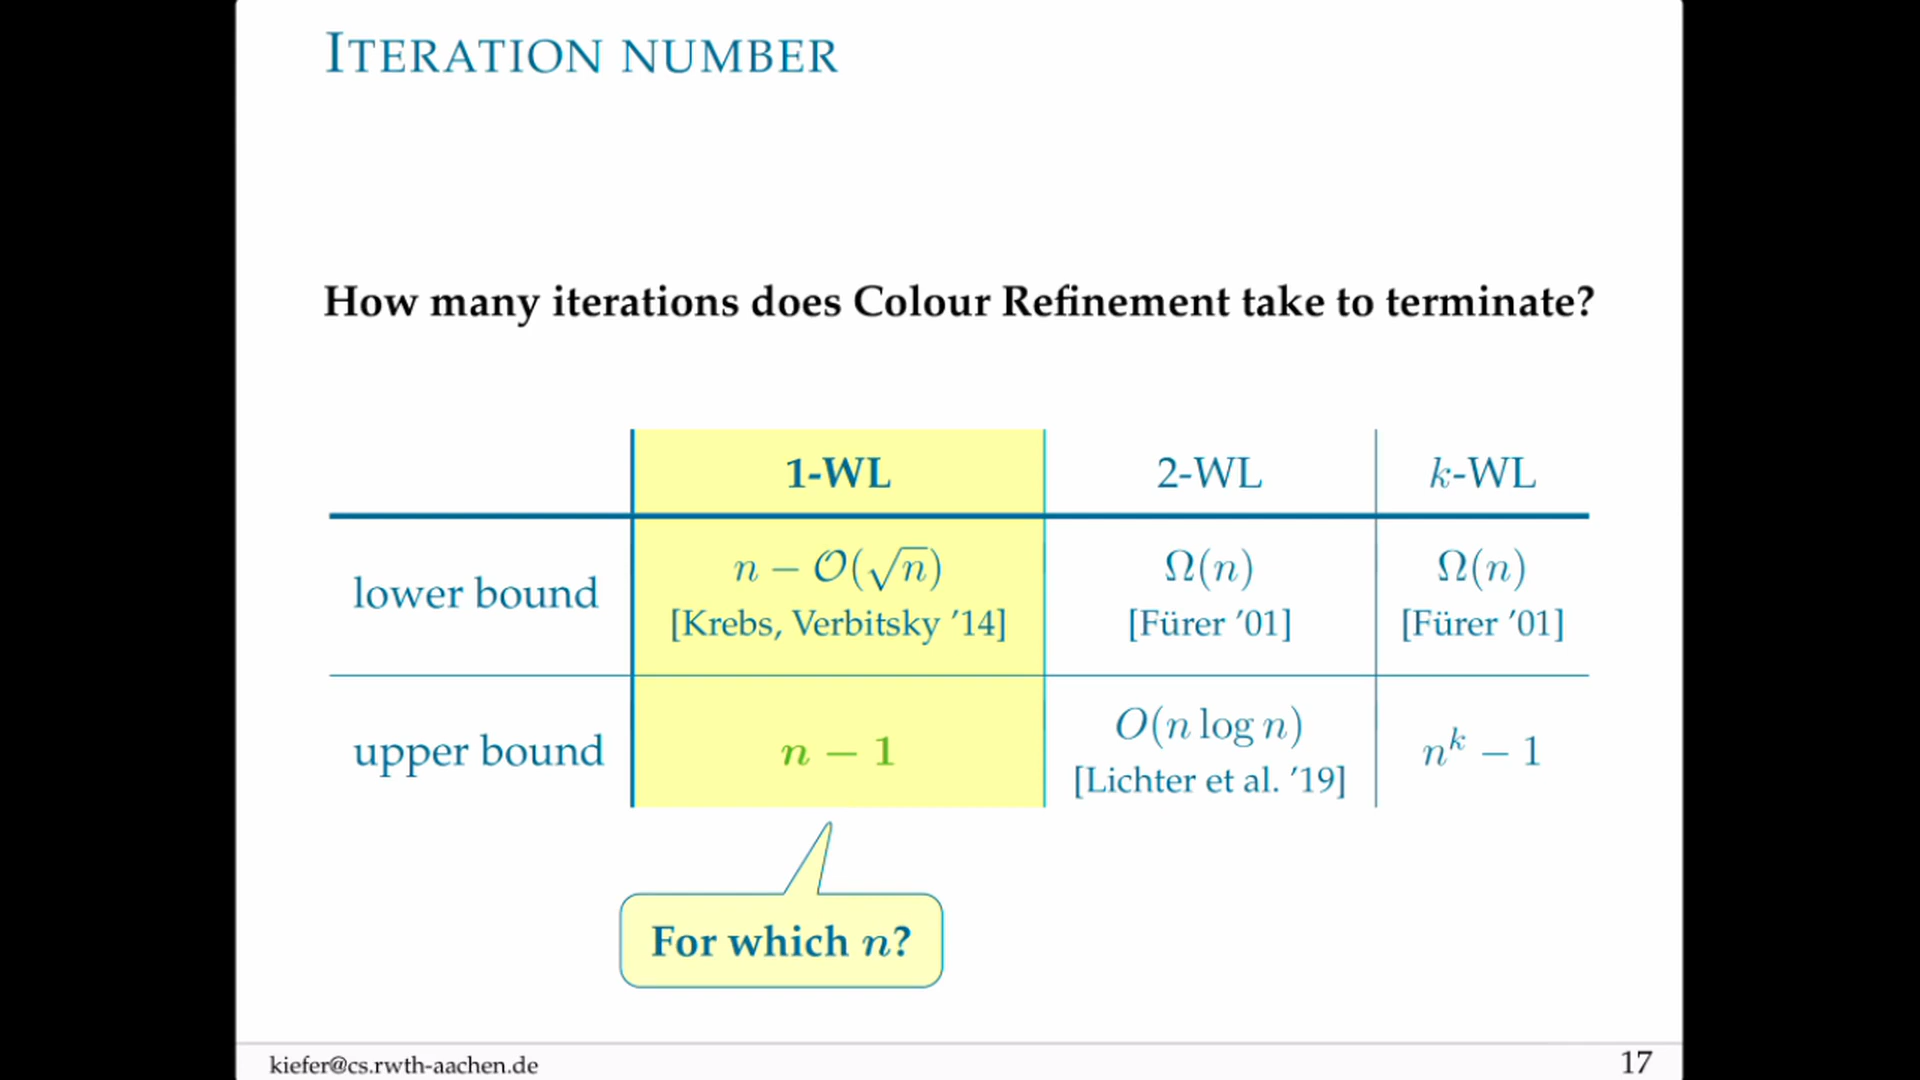 ITERATION NUMBER
How many iterations does Colour Refinement take to terminate?
1-WL 2-WL k-WL
lower bound n − 𝒪(√n) Ω(n) Ω(n)
[Krebs, Verbitsky ’14] [Fürer ’01] [Fürer ’01]
upper bound n − 1 O(n log n) nᵏ − 1
[Lichter et al. ’19]
For which n?
kiefer@cs.rwth-aachen.de 17